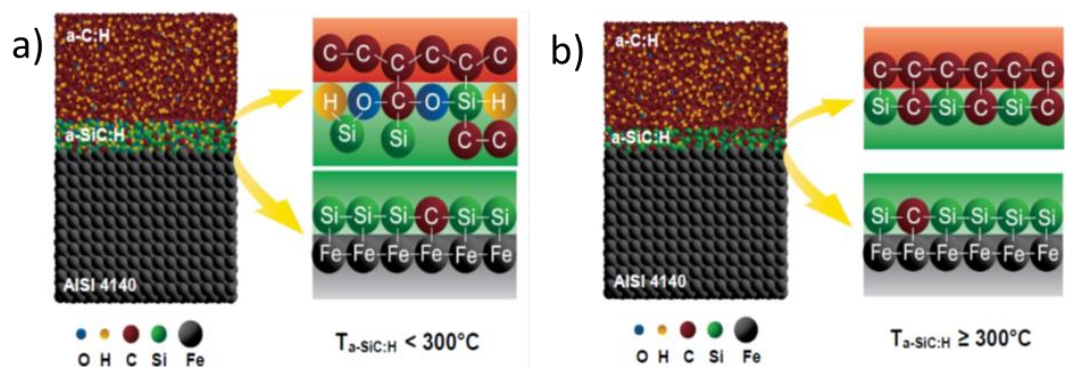 a)
a-C:H
a-SiC:H
AISI 4140
O H C Si Fe
C C C C C C
H O C O Si H
Si Si C C
Si Si Si C Si Si
Fe Fe Fe Fe Fe Fe
Ta-SiC:H < 300°C
b)
a-C:H
a-SiC:H
AISI 4140
O H C Si Fe
C C C C C C
Si C Si C Si C
Si C Si Si Si Si
Fe Fe Fe Fe Fe Fe
Ta-SiC:H ≥ 300°C